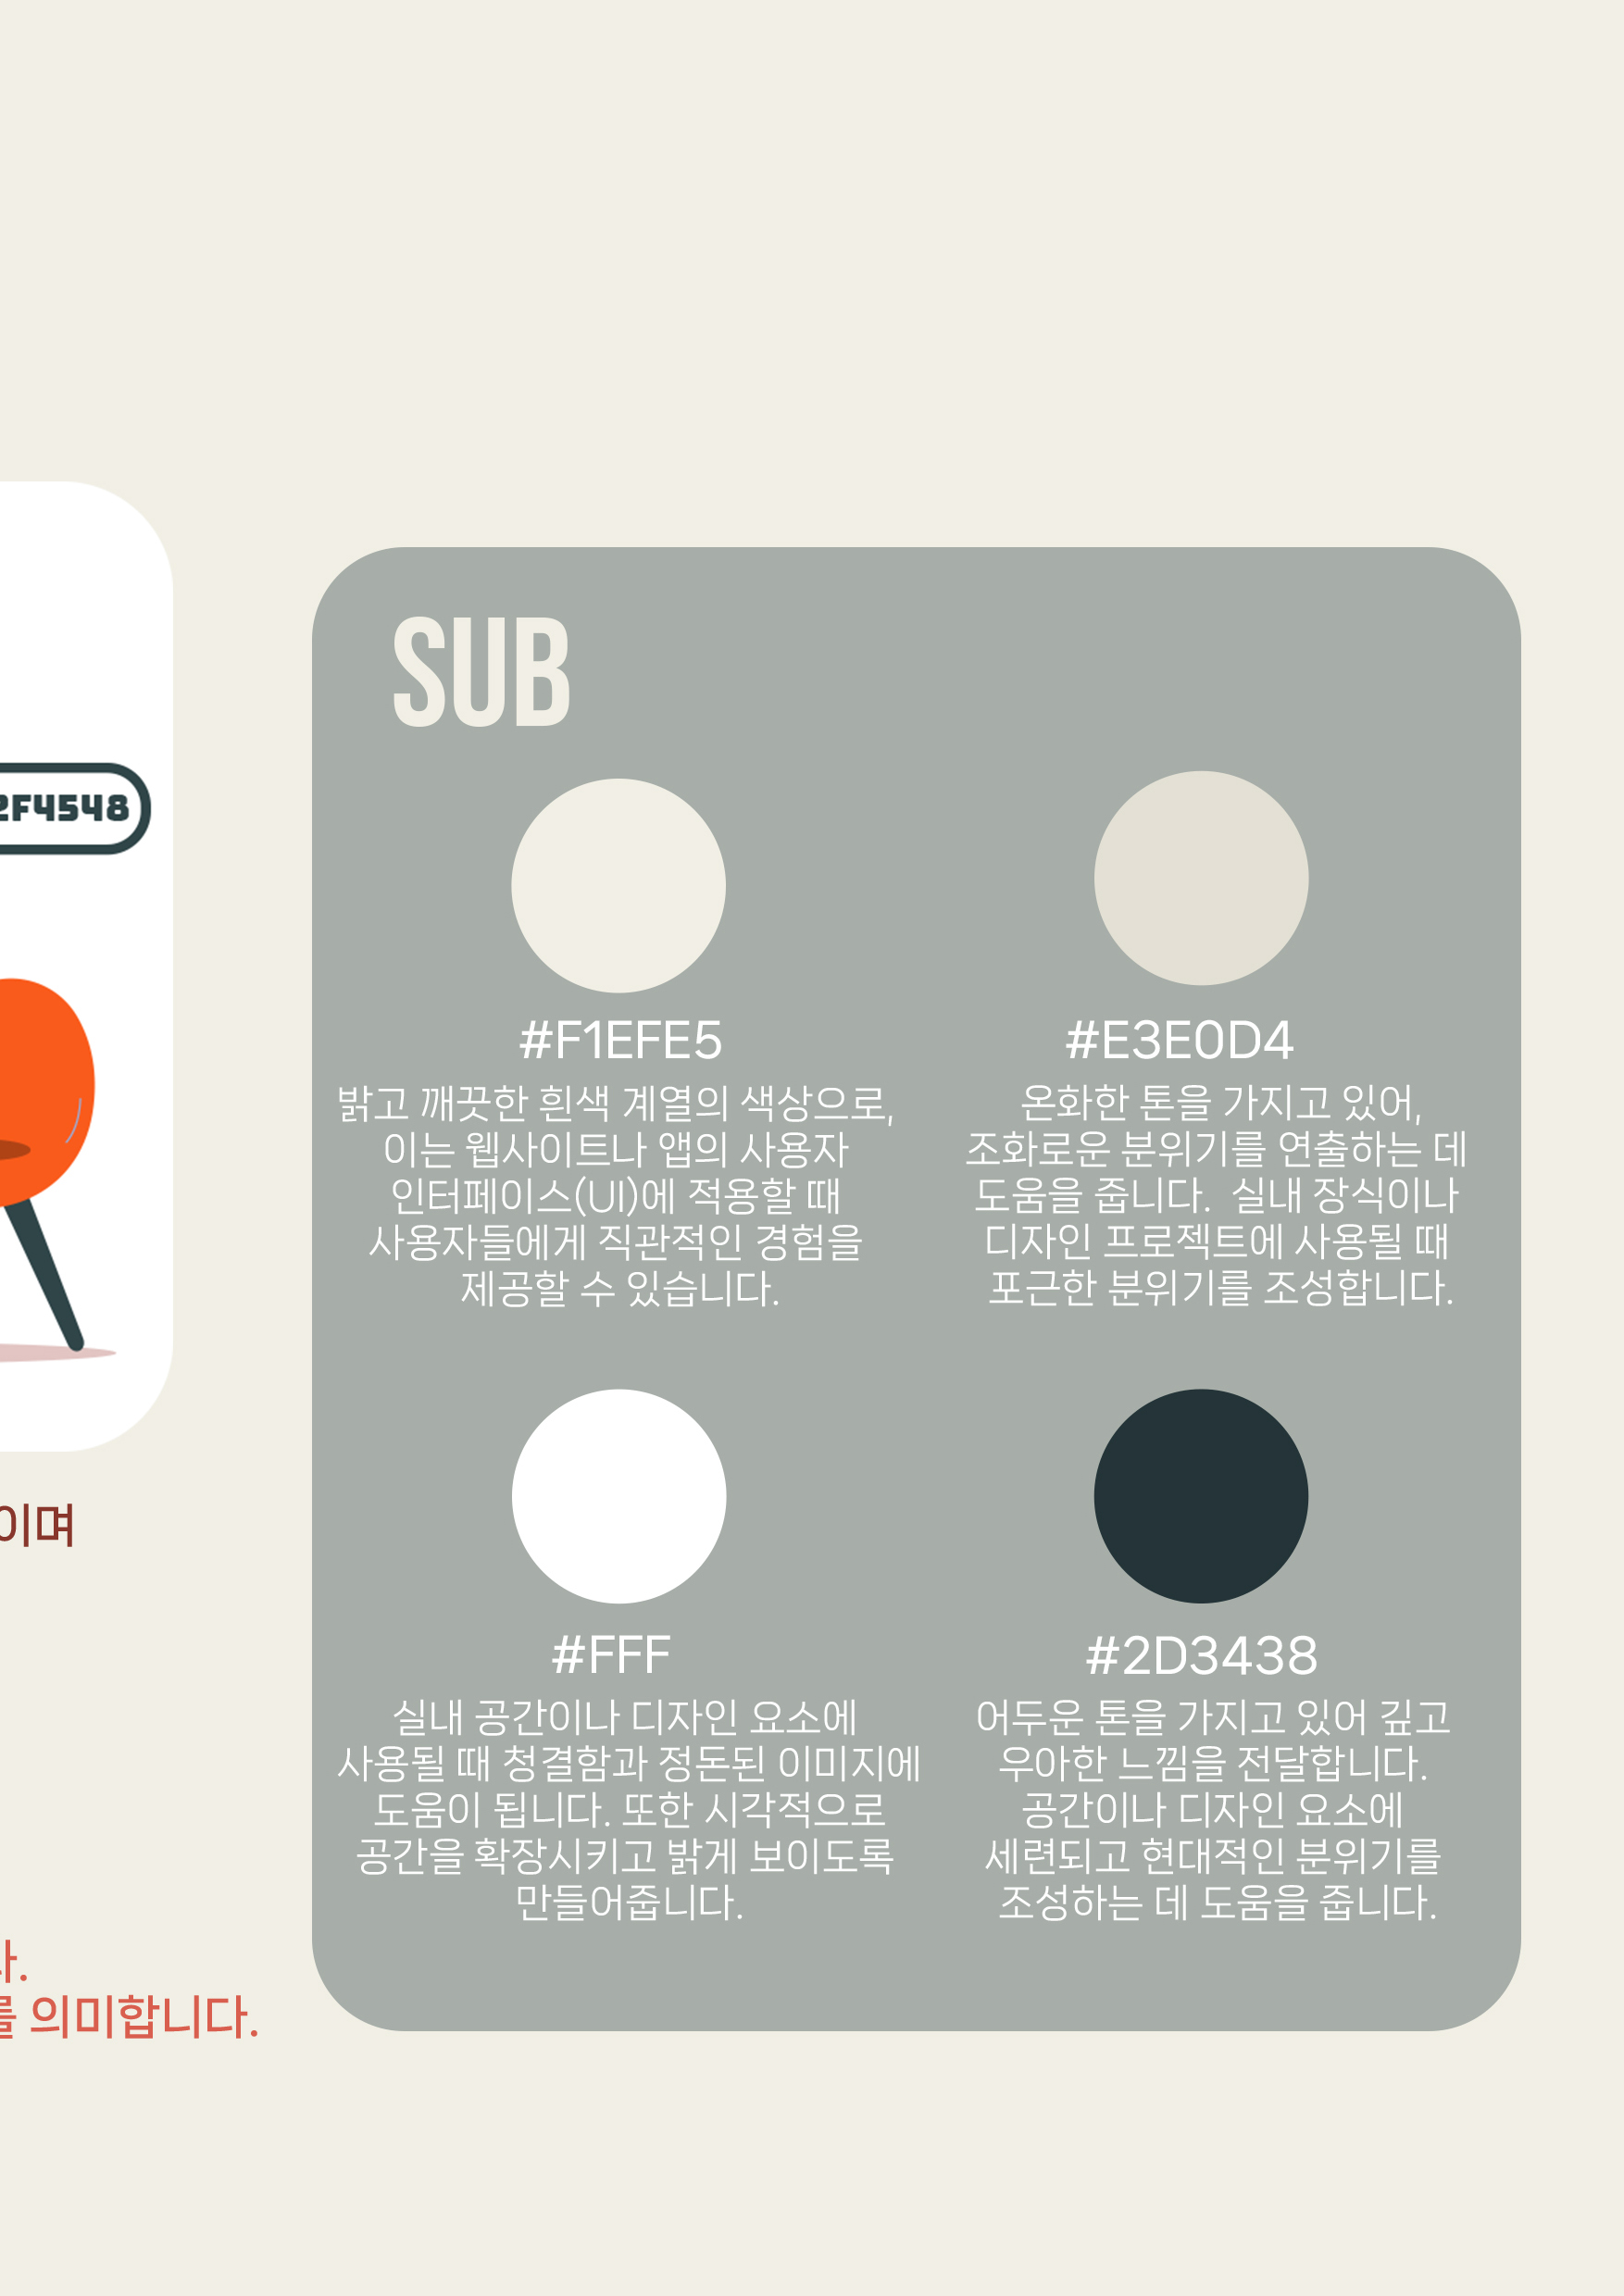 SUB
#F1EFE5
밝고 깨끗한 흰색 계열의 색상으로,
이는 웹사이트나 앱의 사용자
인터페이스(UI)에 적용할 때
사용자들에게 직관적인 경험을
제공할 수 있습니다.
#E3E0D4
온화한 톤을 가지고 있어,
조화로운 분위기를 연출하는 데
도움을 줍니다. 실내 장식이나
디자인 프로젝트에 사용될 때
포근한 분위기를 조성합니다.
#FFF
실내 공간이나 디자인 요소에
사용될 때 청결함과 정돈된 이미지에
도움이 됩니다. 또한 시각적으로
공간을 확장시키고 밝게 보이도록
만들어줍니다.
#2D3438
어두운 톤을 가지고 있어 깊고
우아한 느낌을 전달합니다.
공간이나 디자인 요소에
세련되고 현대적인 분위기를
조성하는 데 도움을 줍니다.
2F4548
이며
를 의미합니다.